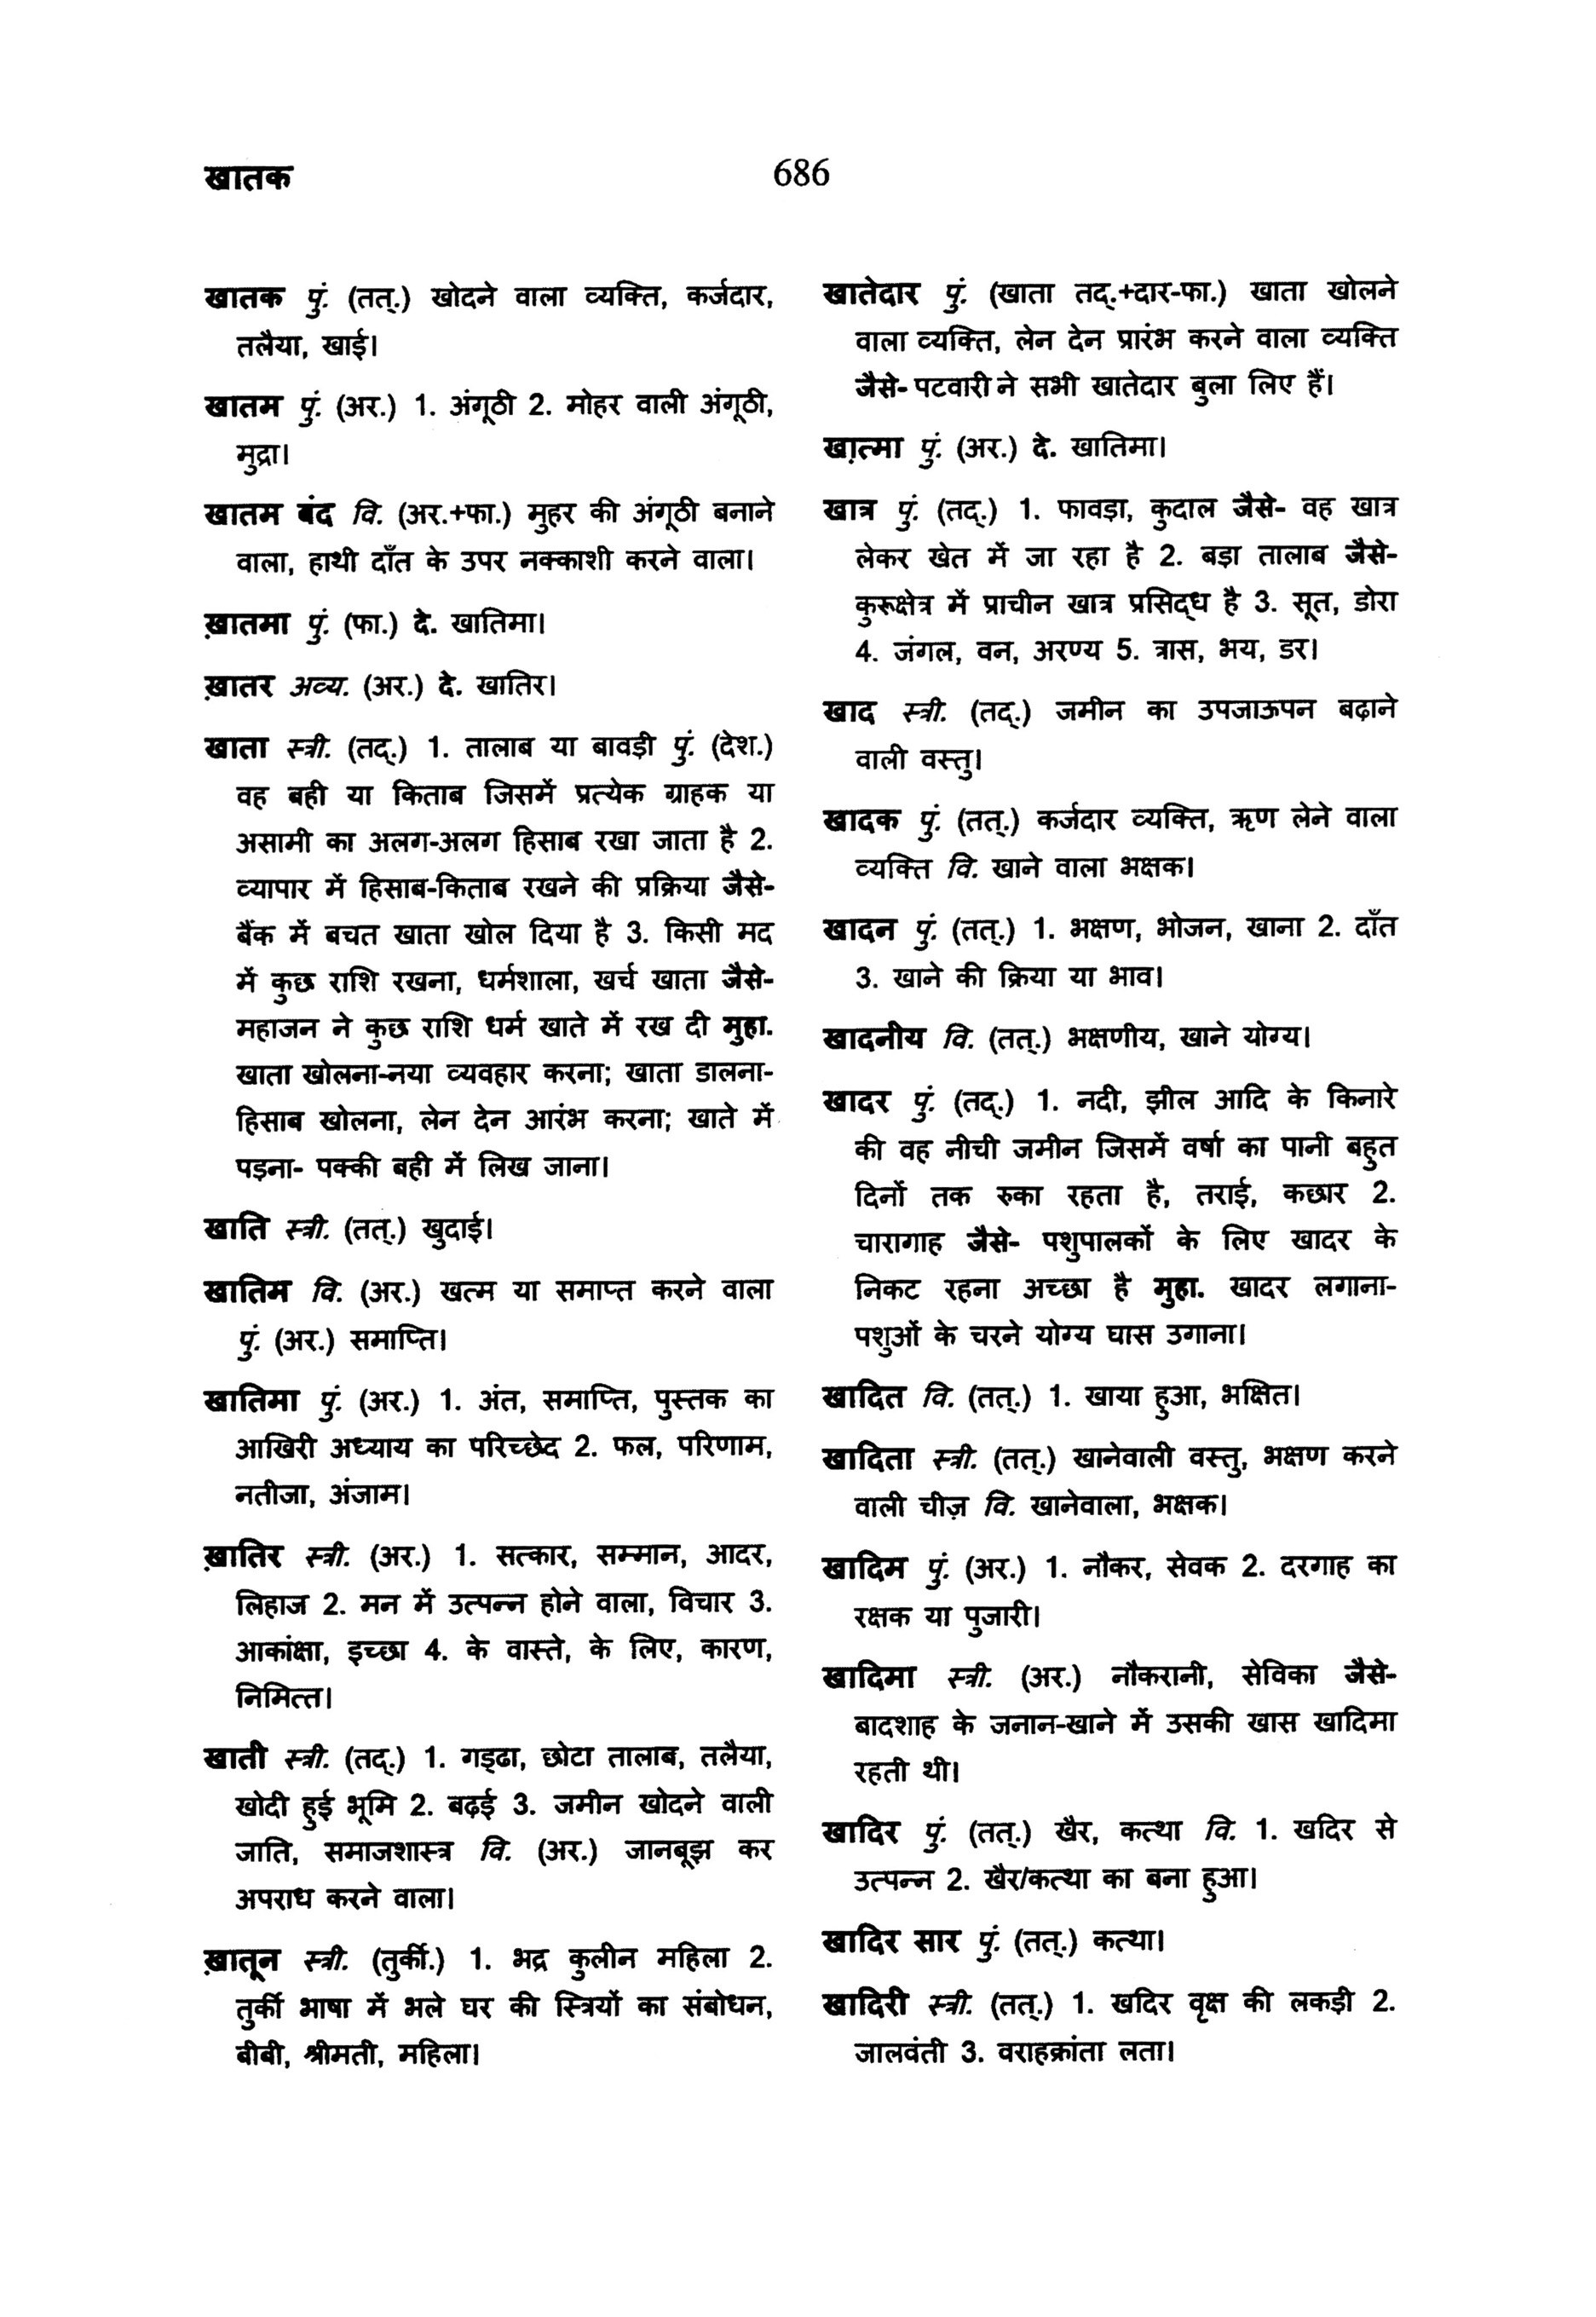 खातक
686
खातक पुं. (तत्.) खोदने वाला व्यक्ति, कर्जदार,
तलैया, खाई।
खातम पुं. (अर.) 1. अंगूठी 2. मोहर वाली अंगूठी,
मुद्रा।
खातम बंद वि. (अर.+फा.) मुहर की अंगूठी बनाने
वाला, हाथी दाँत के उपर नक्काशी करने वाला।
ख़ातमा पुं. (फा.) दे. खातिमा।
ख़ातर अव्य. (अर.) दे. खातिर।
खाता स्त्री. (तद्.) 1. तालाब या बावड़ी पुं. (देश.)
वह बही या किताब जिसमें प्रत्येक ग्राहक या
असामी का अलग-अलग हिसाब रखा जाता है 2.
व्यापार में हिसाब-किताब रखने की प्रक्रिया जैसे-
बैंक में बचत खाता खोल दिया है 3. किसी मद
में कुछ राशि रखना, धर्मशाला, खर्च खाता जैसे-
महाजन ने कुछ राशि धर्म खाते में रख दी मुहा.
खाता खोलना-नया व्यवहार करना; खाता डालना-
हिसाब खोलना, लेन देन आरंभ करना; खाते में
पड़ना- पक्की बही में लिख जाना।
खाति स्त्री. (तत्.) खुदाई।
खातिम वि. (अर.) खत्म या समाप्त करने वाला
पुं. (अर.) समाप्ति।
खातिमा पुं. (अर.) 1. अंत, समाप्ति, पुस्तक का
आखिरी अध्याय का परिच्छेद 2. फल, परिणाम,
नतीजा, अंजाम।
ख़ातिर स्त्री. (अर.) 1. सत्कार, सम्मान, आदर,
लिहाज 2. मन में उत्पन्न होने वाला, विचार 3.
आकांक्षा, इच्छा 4. के वास्ते, के लिए, कारण,
निमित्त।
खाती स्त्री. (तद्.) 1. गड्ढा, छोटा तालाब, तलैया,
खोदी हुई भूमि 2. बढ़ई 3. जमीन खोदने वाली
जाति, समाजशास्त्र वि. (अर.) जानबूझ कर
अपराध करने वाला।
ख़ातून स्त्री. (तुर्की.) 1. भद्र कुलीन महिला 2.
तुर्की भाषा में भले घर की स्त्रियों का संबोधन,
बीबी, श्रीमती, महिला।
खातेदार पुं. (खाता तद्.+दार-फा.) खाता खोलने
वाला व्यक्ति, लेन देन प्रारंभ करने वाला व्यक्ति
जैसे- पटवारी ने सभी खातेदार बुला लिए हैं।
खा़त्मा पुं. (अर.) दे. खातिमा।
खात्र पुं. (तद्.) 1. फावड़ा, कुदाल जैसे- वह खात्र
लेकर खेत में जा रहा है 2. बड़ा तालाब जैसे-
कुरूक्षेत्र में प्राचीन खात्र प्रसिद्ध है 3. सूत, डोरा
4. जंगल, वन, अरण्य 5. त्रास, भय, डर।
खाद स्त्री. (तद्.) जमीन का उपजाऊपन बढ़ाने
वाली वस्तु।
खादक पुं. (तत्.) कर्जदार व्यक्ति, ऋण लेने वाला
व्यक्ति वि. खाने वाला भक्षक।
खादन पुं. (तत्.) 1. भक्षण, भोजन, खाना 2. दाँत
3. खाने की क्रिया या भाव।
खादनीय वि. (तत्.) भक्षणीय, खाने योग्य।
खादर पुं. (तद्.) 1. नदी, झील आदि के किनारे
की वह नीची जमीन जिसमें वर्षा का पानी बहुत
दिनों तक रुका रहता है, तराई, कछार 2.
चारागाह जैसे- पशुपालकों के लिए खादर के
निकट रहना अच्छा है मुहा. खादर लगाना-
पशुओं के चरने योग्य घास उगाना।
खादित वि. (तत्.) 1. खाया हुआ, भक्षित।
खादिता स्त्री. (तत्.) खानेवाली वस्तु, भक्षण करने
वाली चीज़ वि. खानेवाला, भक्षक।
खादिम पुं. (अर.) 1. नौकर, सेवक 2. दरगाह का
रक्षक या पुजारी।
खादिमा स्त्री. (अर.) नौकरानी, सेविका जैसे-
बादशाह के जनान-खाने में उसकी खास खादिमा
रहती थी।
खादिर पुं. (तत्.) खैर, कत्था वि. 1. खदिर से
उत्पन्न 2. खैर/कत्था का बना हुआ।
खादिर सार पुं. (तत्.) कत्था।
खादिरी स्त्री. (तत्.) 1. खदिर वृक्ष की लकड़ी 2.
जालवंती 3. वराहक्रांता लता।